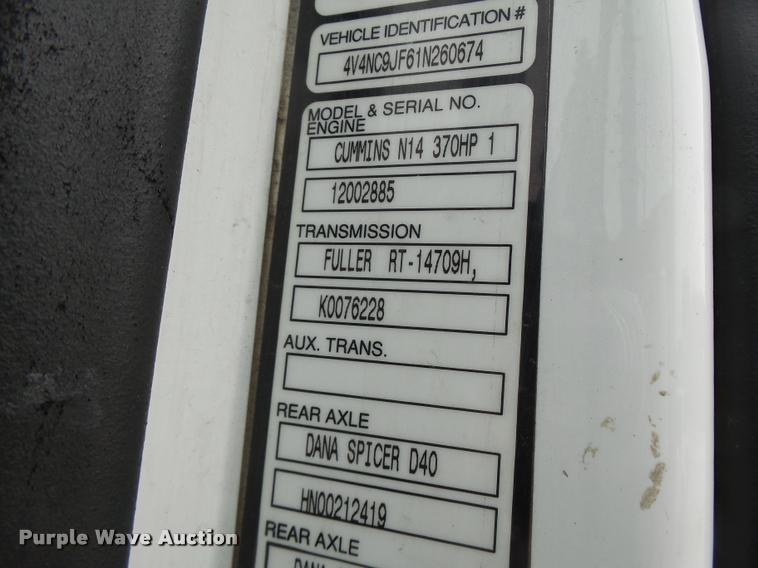 VEHICLE IDENTIFICATION #
4V4NC9JF61N260674
MODEL & SERIAL NO.
ENGINE
CUMMINS N14 370HP 1
12002885
TRANSMISSION
FULLER RT-14709H,
K0076228
AUX. TRANS.
REAR AXLE
DANA SPICER D40
HN00212419
REAR AXLE
DANA
Purple Wave Auction